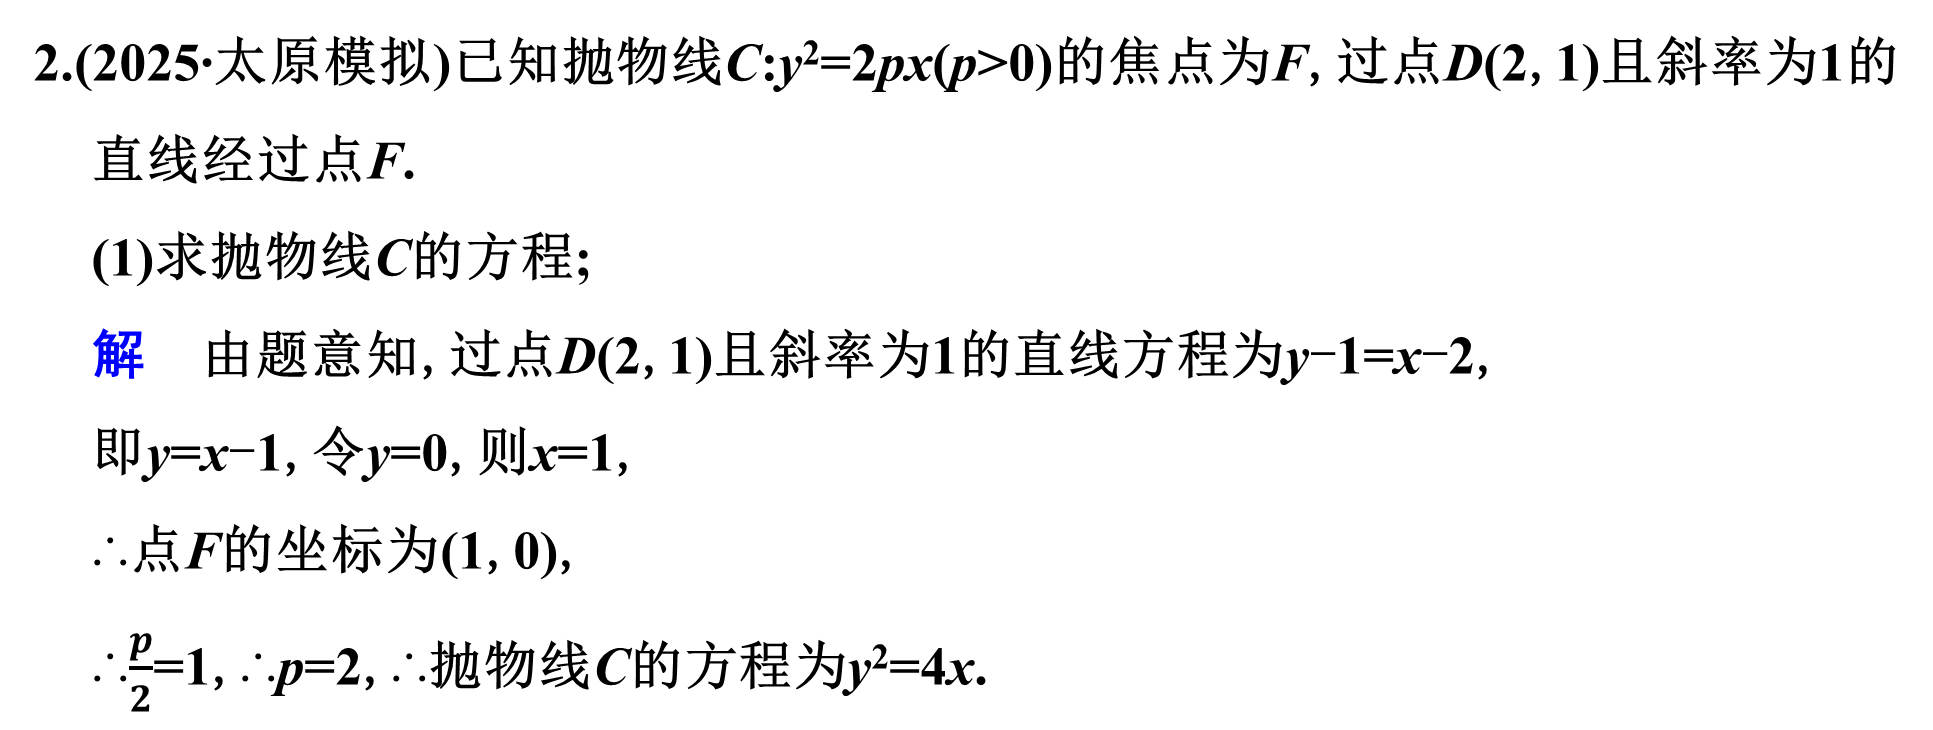 2.(2025·太原模拟)已知抛物线C:y²=2px(p>0)的焦点为F, 过点D(2, 1)且斜率为1的
直线经过点F.
(1)求抛物线C的方程;
解 由题意知, 过点D(2, 1)且斜率为1的直线方程为y−1=x−2,
即y=x−1, 令y=0, 则x=1,
∴点F的坐标为(1, 0),
∴p/2=1, ∴p=2, ∴抛物线C的方程为y²=4x.